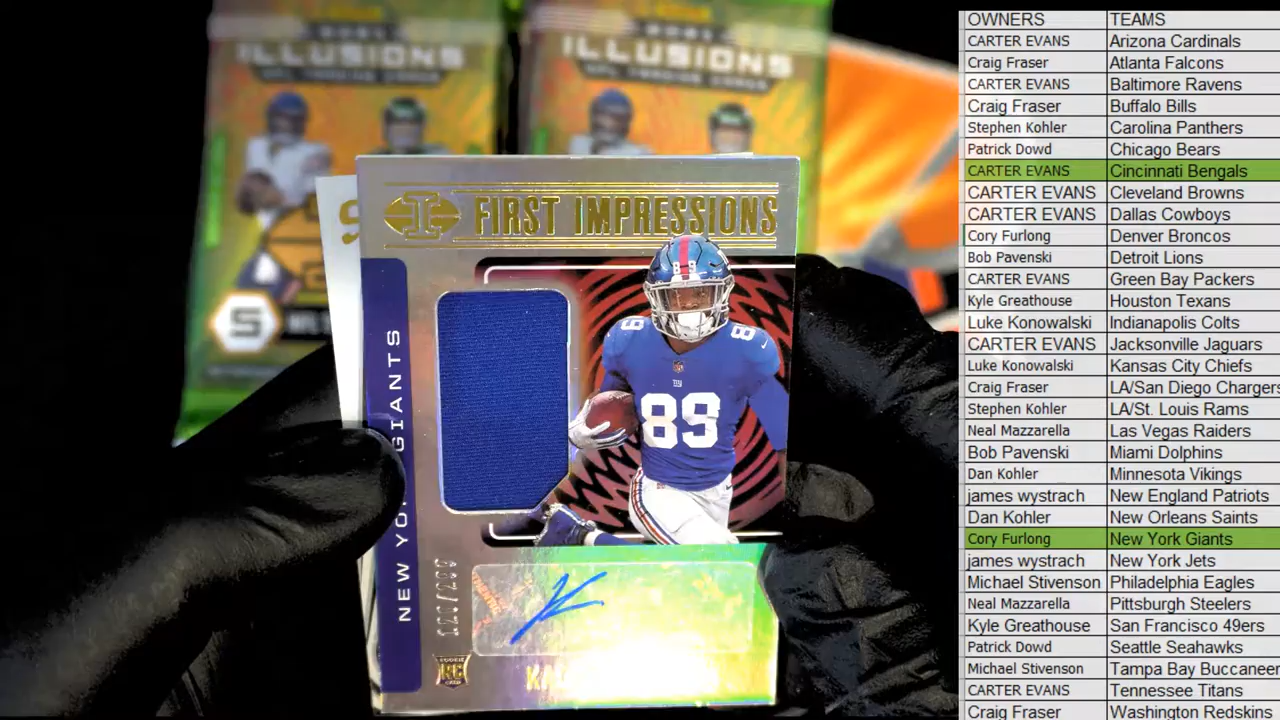 ILLUSIONS
ILLUSIONS
FIRST IMPRESSIONS
NEW YORK GIANTS
89
89
89
89
RC
OWNERS TEAMS
CARTER EVANS Arizona Cardinals
Craig Fraser Atlanta Falcons
CARTER EVANS Baltimore Ravens
Craig Fraser Buffalo Bills
Stephen Kohler Carolina Panthers
Patrick Dowd Chicago Bears
CARTER EVANS Cincinnati Bengals
CARTER EVANS Cleveland Browns
CARTER EVANS Dallas Cowboys
Cory Furlong Denver Broncos
Bob Pavenski Detroit Lions
CARTER EVANS Green Bay Packers
Kyle Greathouse Houston Texans
Luke Konowalski Indianapolis Colts
CARTER EVANS Jacksonville Jaguars
Luke Konowalski Kansas City Chiefs
Craig Fraser LA/San Diego Charger
Stephen Kohler LA/St. Louis Rams
Neal Mazzarella Las Vegas Raiders
Bob Pavenski Miami Dolphins
Dan Kohler Minnesota Vikings
james wystrach New England Patriots
Dan Kohler New Orleans Saints
Cory Furlong New York Giants
james wystrach New York Jets
Michael Stivenson Philadelphia Eagles
Neal Mazzarella Pittsburgh Steelers
Kyle Greathouse San Francisco 49ers
Patrick Dowd Seattle Seahawks
Michael Stivenson Tampa Bay Buccaneer
CARTER EVANS Tennessee Titans
Craig Fraser Washington Redskins